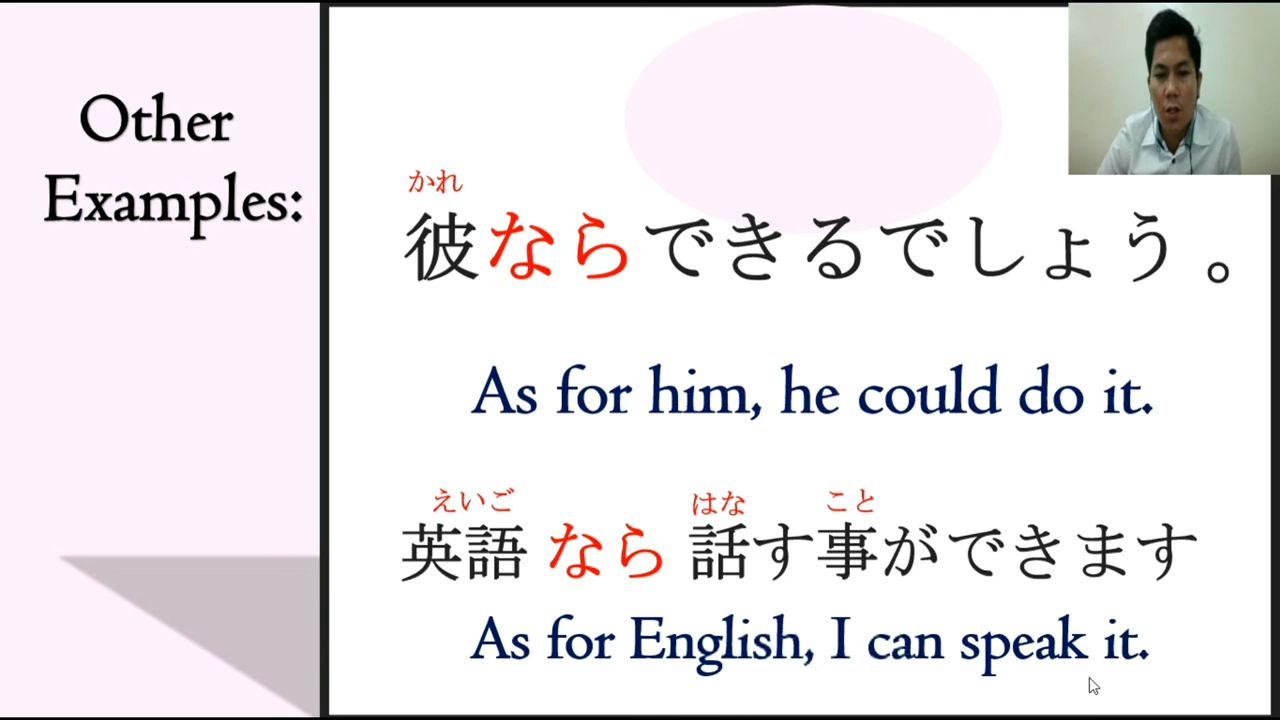 Other
Examples:
かれ
彼ならできるでしょう。
As for him, he could do it.
えいご はな こと
英語 なら 話す事ができます
As for English, I can speak it.